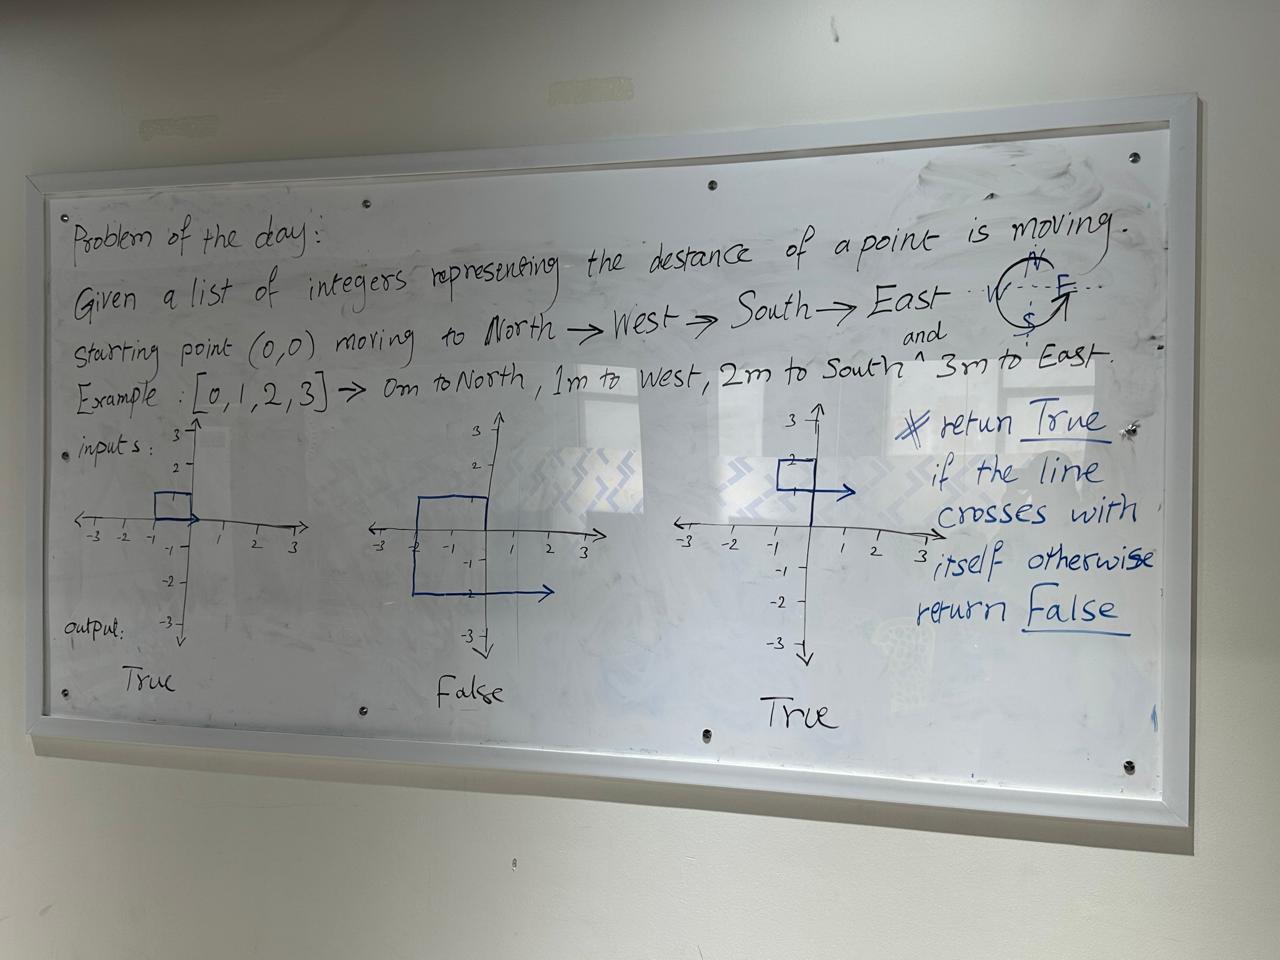 Problem of the day:
Given a list of integers representing the destance of a point is moving.
starting point (0,0) moving to North → West → South → East
N
W E
S
and
Example : [0,1,2,3] → 0m to North, 1m to West, 2m to South ^ 3m to East.
inputs:
3
2
1
-3 -2 -1 1 2 3
-1
-2
-3
3
2
-3 -2 -1 1 2 3
-1
-2
-3
3
2
1
-3 -2 -1 1 2 3
-1
-2
-3
* retun True
if the line
crosses with
itself otherwise
return False
output:
True
False
True